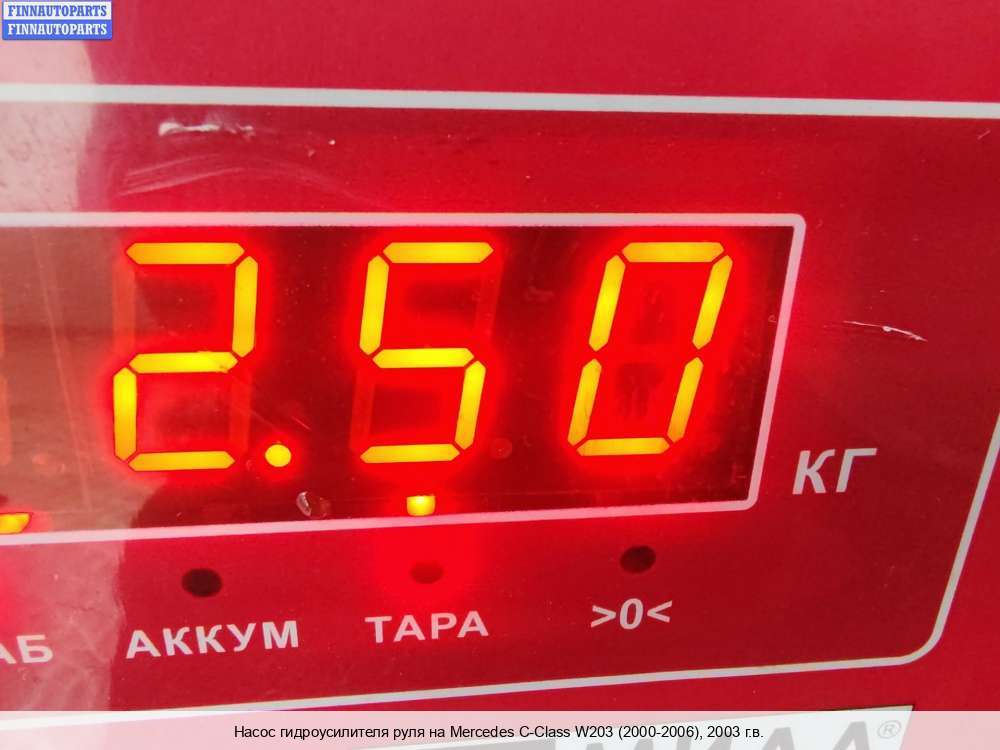 FINNAUTOPARTS
FINNAUTOPARTS
2.50
КГ
АККУМ ТАРА >0<
Насос гидроусилителя руля на Mercedes C-Class W203 (2000-2006), 2003 г.в.